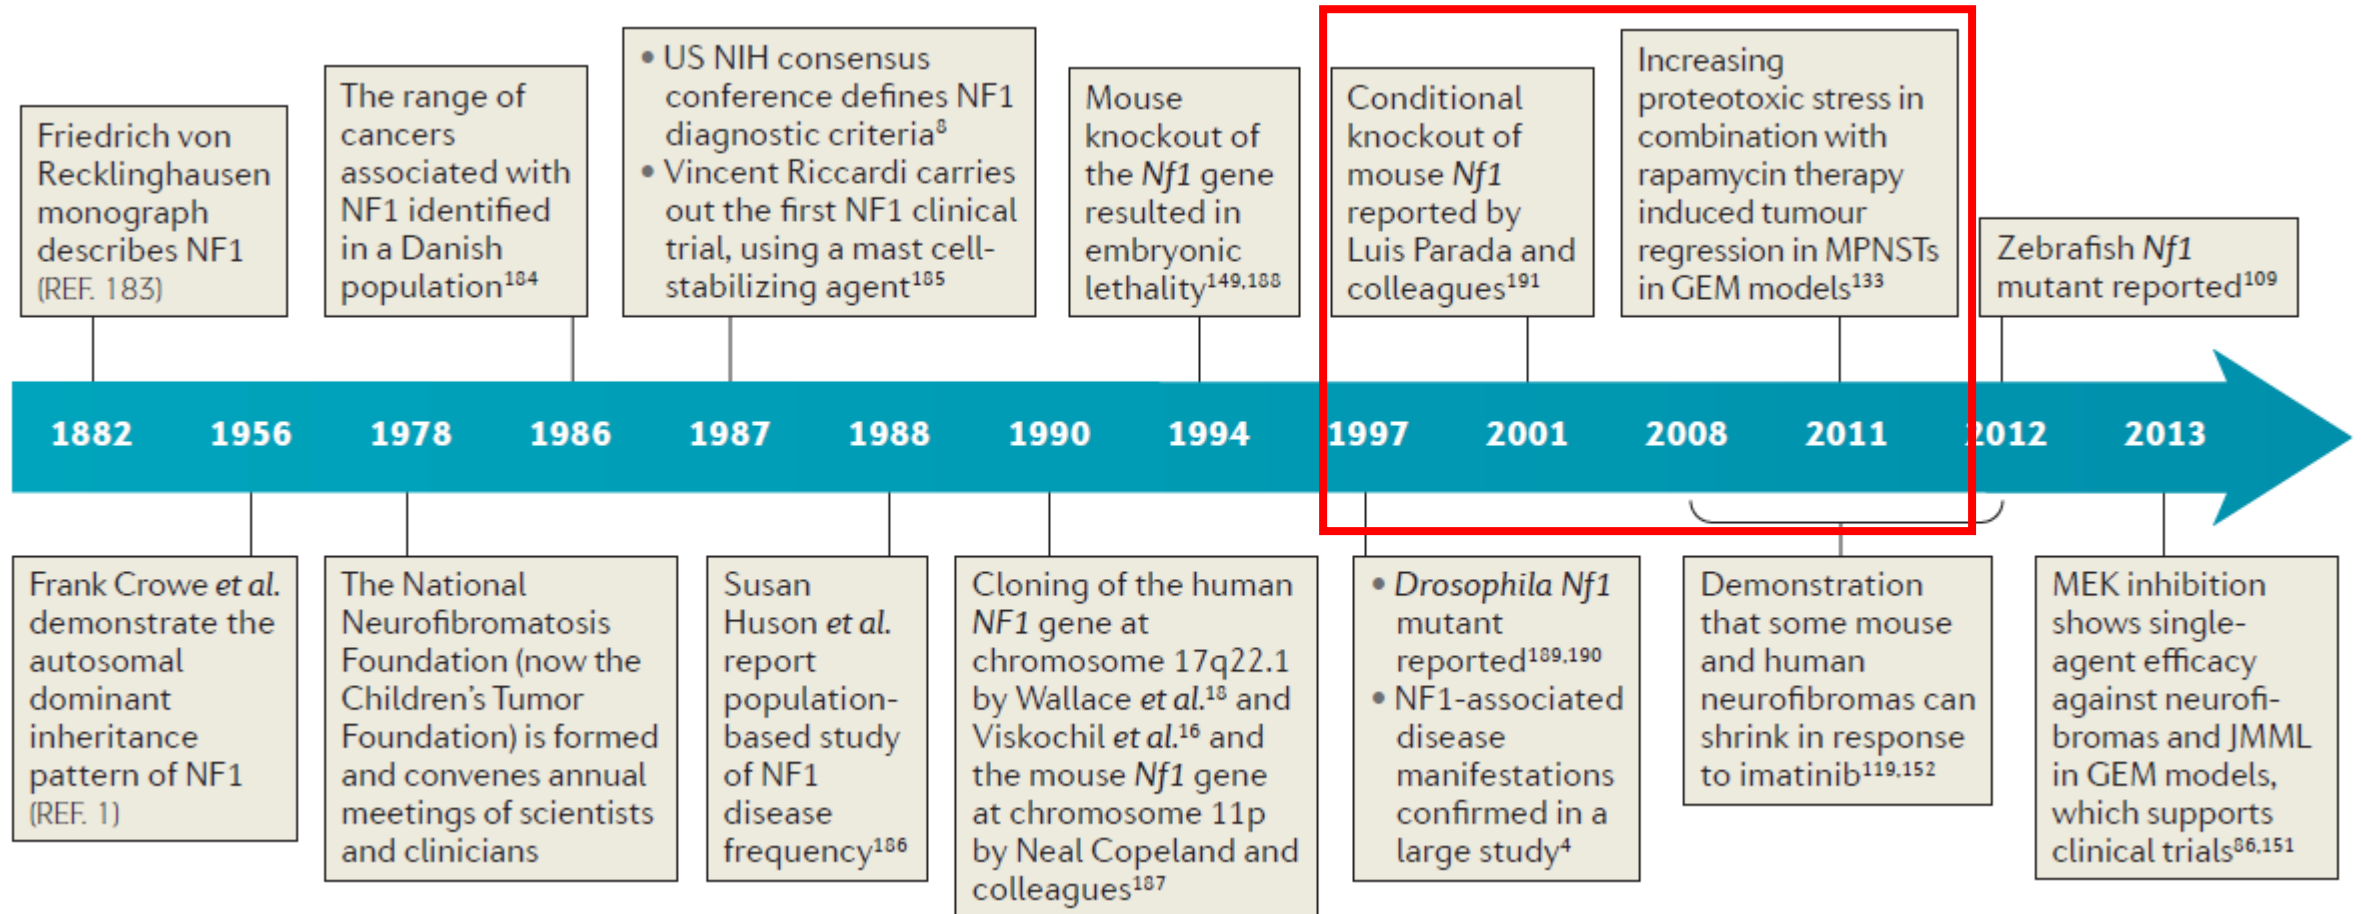 Friedrich von
Recklinghausen
monograph
describes NF1
(REF. 183)
The range of
cancers
associated with
NF1 identified
in a Danish
population184
• US NIH consensus
conference defines NF1
diagnostic criteria8
• Vincent Riccardi carries
out the first NF1 clinical
trial, using a mast cell-
stabilizing agent185
Mouse
knockout of
the Nf1 gene
resulted in
embryonic
lethality149,188
Conditional
knockout of
mouse Nf1
reported by
Luis Parada and
colleagues191
Increasing
proteotoxic stress in
combination with
rapamycin therapy
induced tumour
regression in MPNSTs
in GEM models133
Zebrafish Nf1
mutant reported109
1882 1956 1978 1986 1987 1988 1990 1994 1997 2001 2008 2011 2012 2013
Frank Crowe et al.
demonstrate the
autosomal
dominant
inheritance
pattern of NF1
(REF. 1)
The National
Neurofibromatosis
Foundation (now the
Children's Tumor
Foundation) is formed
and convenes annual
meetings of scientists
and clinicians
Susan
Huson et al.
report
population-
based study
of NF1
disease
frequency186
Cloning of the human
NF1 gene at
chromosome 17q22.1
by Wallace et al.18 and
Viskochil et al.16 and
the mouse Nf1 gene
at chromosome 11p
by Neal Copeland and
colleagues187
• Drosophila Nf1
mutant
reported189,190
• NF1-associated
disease
manifestations
confirmed in a
large study4
Demonstration
that some mouse
and human
neurofibromas can
shrink in response
to imatinib119,152
MEK inhibition
shows single-
agent efficacy
against neurofi-
bromas and JMML
in GEM models,
which supports
clinical trials86,151